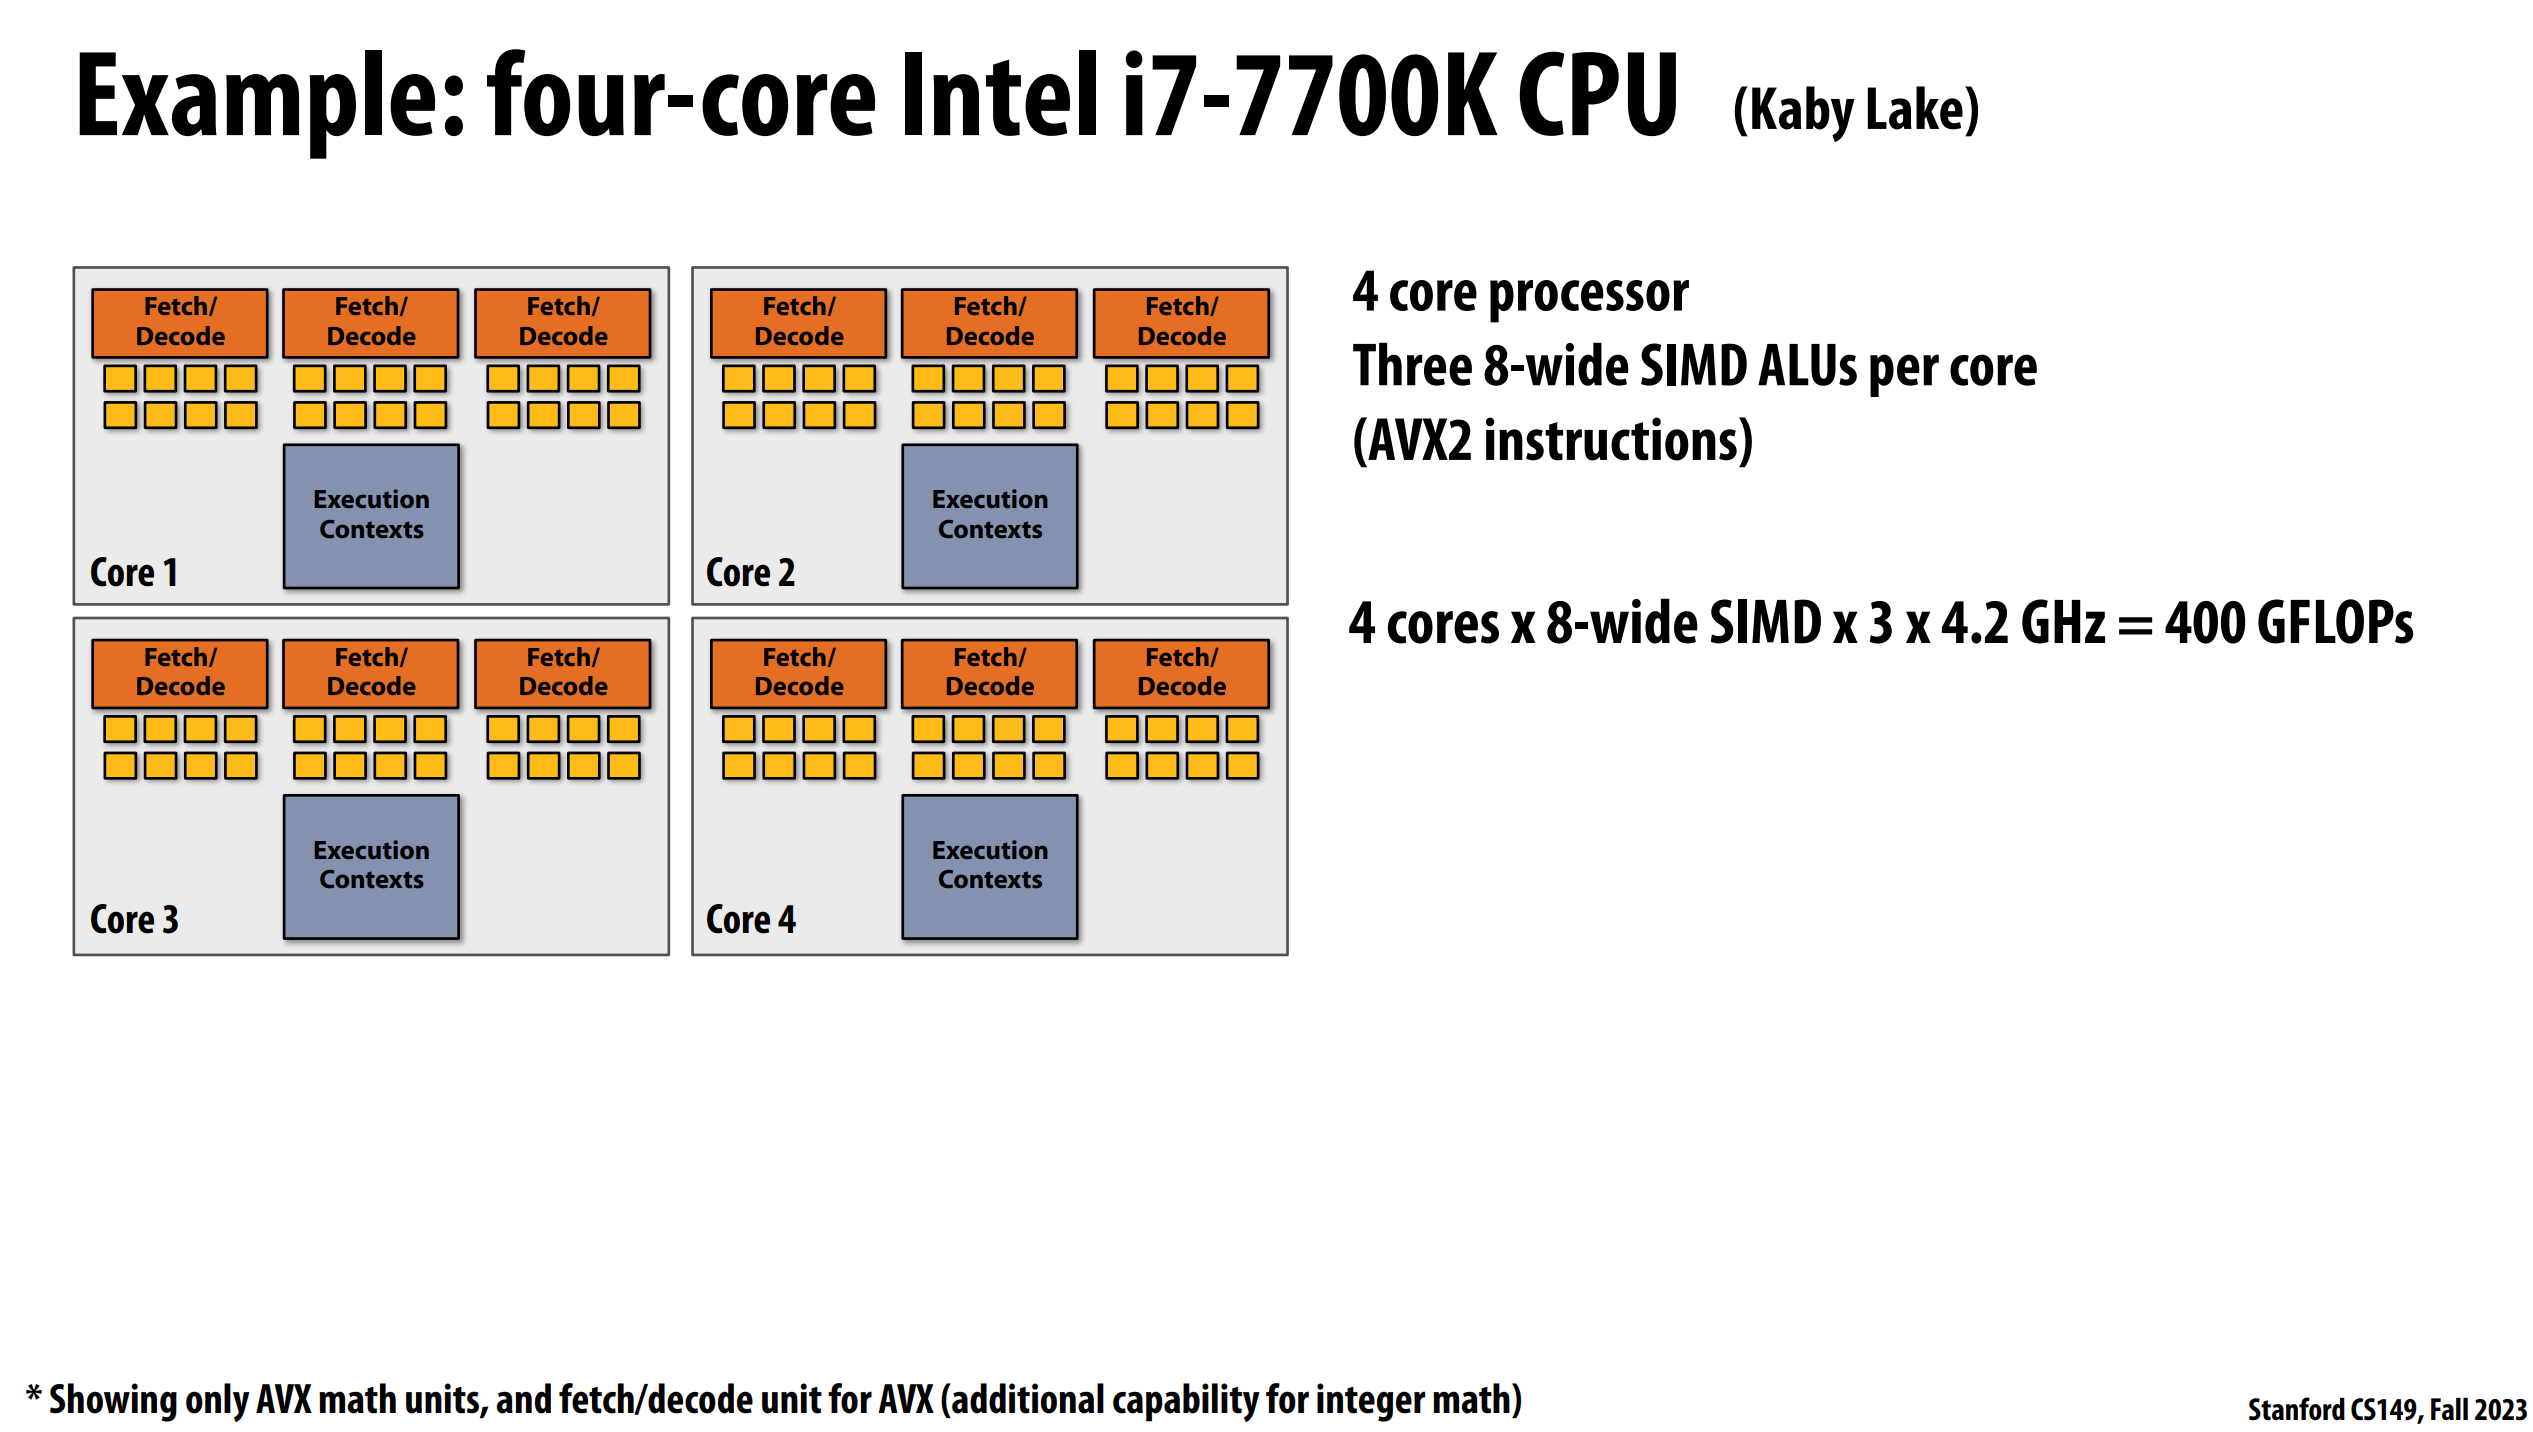 Example: four-core Intel i7-7700K CPU (Kaby Lake)
Fetch/
Decode
Fetch/
Decode
Fetch/
Decode
Execution
Contexts
Core 1
Fetch/
Decode
Fetch/
Decode
Fetch/
Decode
Execution
Contexts
Core 2
Fetch/
Decode
Fetch/
Decode
Fetch/
Decode
Execution
Contexts
Core 3
Fetch/
Decode
Fetch/
Decode
Fetch/
Decode
Execution
Contexts
Core 4
4 core processor
Three 8-wide SIMD ALUs per core
(AVX2 instructions)
4 cores x 8-wide SIMD x 3 x 4.2 GHz = 400 GFLOPs
* Showing only AVX math units, and fetch/decode unit for AVX (additional capability for integer math)
Stanford CS149, Fall 2023